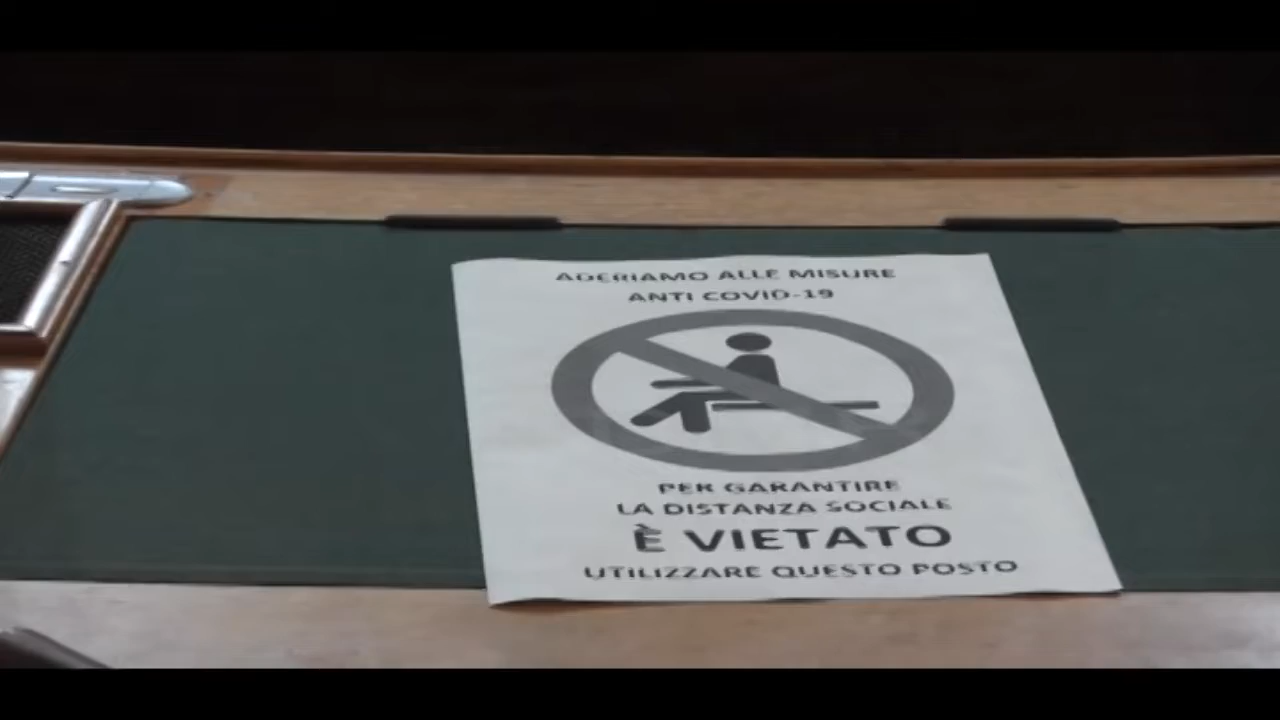 ADERIAMO ALLE MISURE
ANTI COVID-19
PER GARANTIRE
LA DISTANZA SOCIALE
È VIETATO
UTILIZZARE QUESTO POSTO